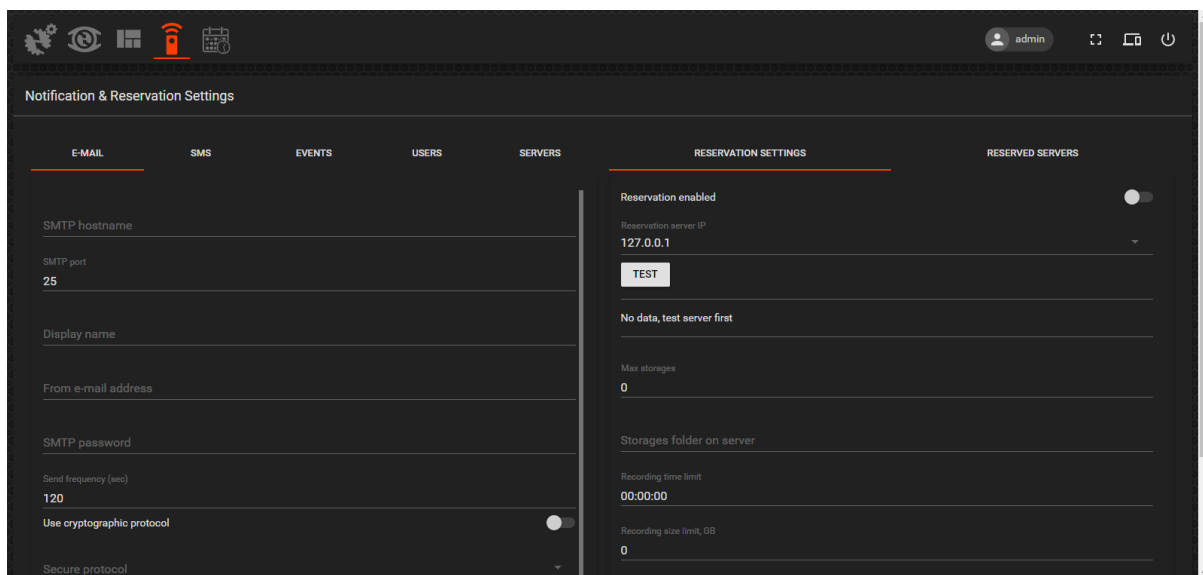 admin
Notification & Reservation Settings
E-MAIL SMS EVENTS USERS SERVERS
RESERVATION SETTINGS RESERVED SERVERS
SMTP hostname
SMTP port
25
Display name
From e-mail address
SMTP password
Send frequency (sec)
120
Use cryptographic protocol
Secure protocol
Reservation enabled
Reservation server IP
127.0.0.1
TEST
No data, test server first
Max storages
0
Storages folder on server
Recording time limit
00:00:00
Recording size limit, GB
0